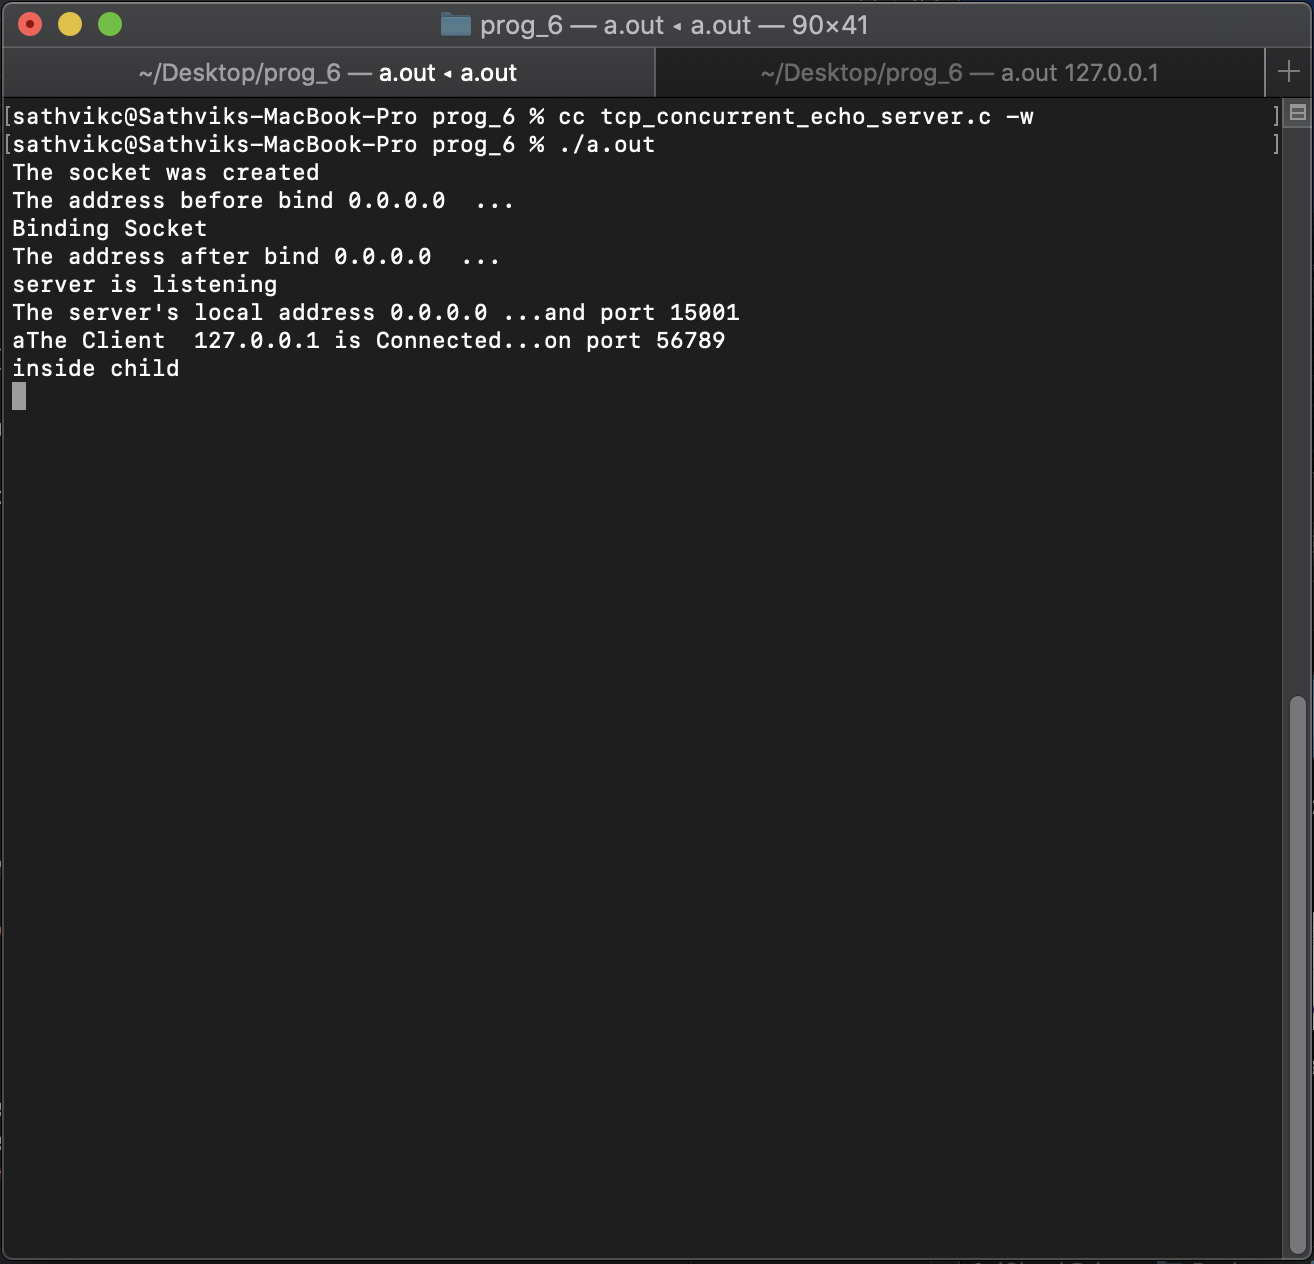 prog_6 — a.out ◂ a.out — 90×41
~/Desktop/prog_6 — a.out ◂ a.out
~/Desktop/prog_6 — a.out 127.0.0.1
[sathvikc@Sathviks-MacBook-Pro prog_6 % cc tcp_concurrent_echo_server.c -w ]
[sathvikc@Sathviks-MacBook-Pro prog_6 % ./a.out ]
The socket was created
The address before bind 0.0.0.0  ...
Binding Socket
The address after bind 0.0.0.0  ...
server is listening
The server's local address 0.0.0.0 ...and port 15001
aThe Client  127.0.0.1 is Connected...on port 56789
inside child